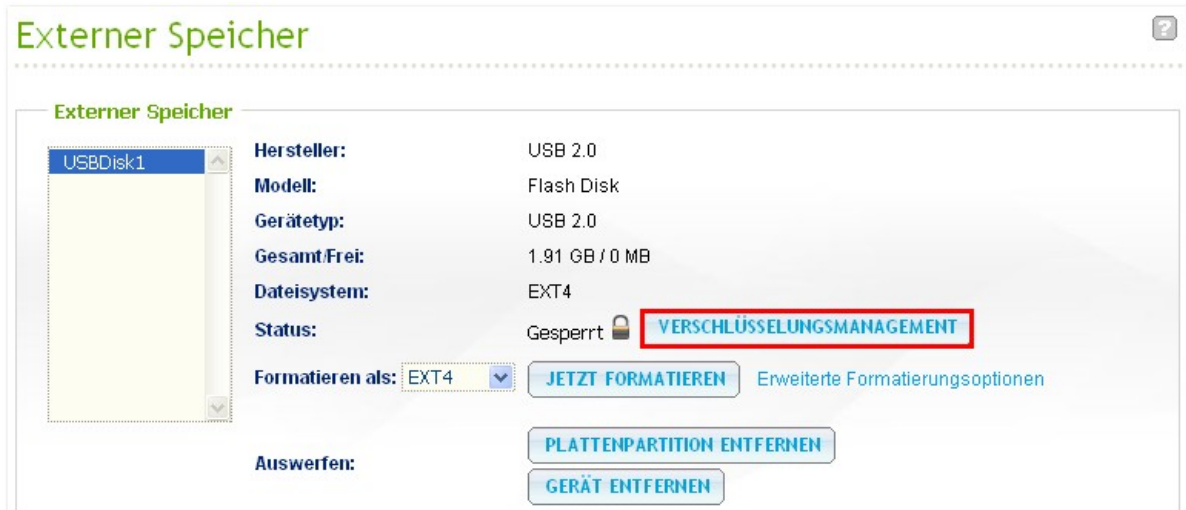 Externer Speicher
?
Externer Speicher
USBDisk1
Hersteller: USB 2.0
Modell: Flash Disk
Gerätetyp: USB 2.0
Gesamt/Frei: 1.91 GB / 0 MB
Dateisystem: EXT4
Status: Gesperrt VERSCHLÜSSELUNGSMANAGEMENT
Formatieren als: EXT4 JETZT FORMATIEREN Erweiterte Formatierungsoptionen
Auswerfen: PLATTENPARTITION ENTFERNEN
GERÄT ENTFERNEN